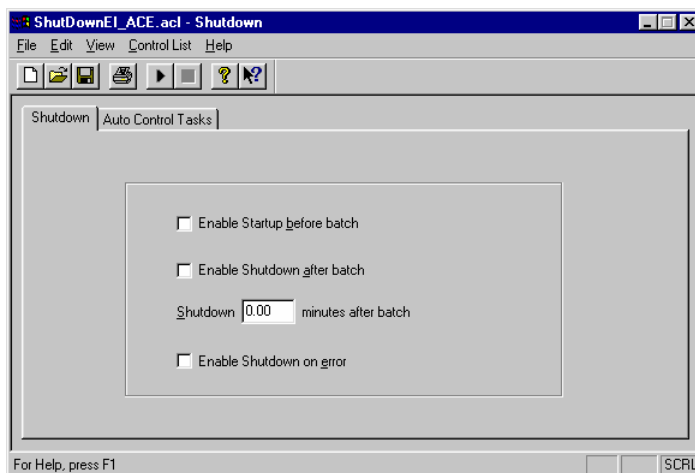 ShutDownEI_ACE.acl - Shutdown
File Edit View Control List Help
Shutdown Auto Control Tasks
Enable Startup before batch
Enable Shutdown after batch
Shutdown 0.00 minutes after batch
Enable Shutdown on error
For Help, press F1 SCRL